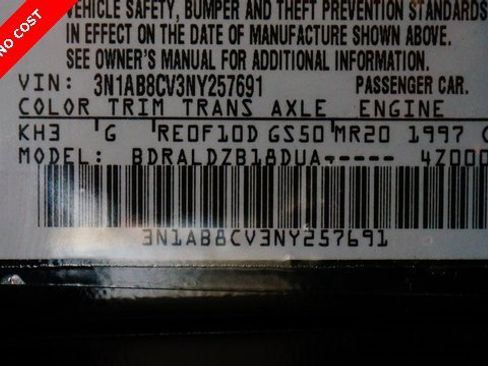 NO COST
VEHICLE SAFETY, BUMPER AND THEFT PREVENTION STANDARDS
IN EFFECT ON THE DATE OF MANUFACTURE SHOWN ABOVE.
SEE OWNER'S MANUAL FOR ADDITIONAL INFORMATION.
VIN: 3N1AB8CV3NY257691 PASSENGER CAR.
COLOR TRIM TRANS AXLE ENGINE
KH3 G RE0F10D GS50 MR20 1997 C
MODEL: BDRALDZB18DUA----- 4Z000
3N1AB8CV3NY257691